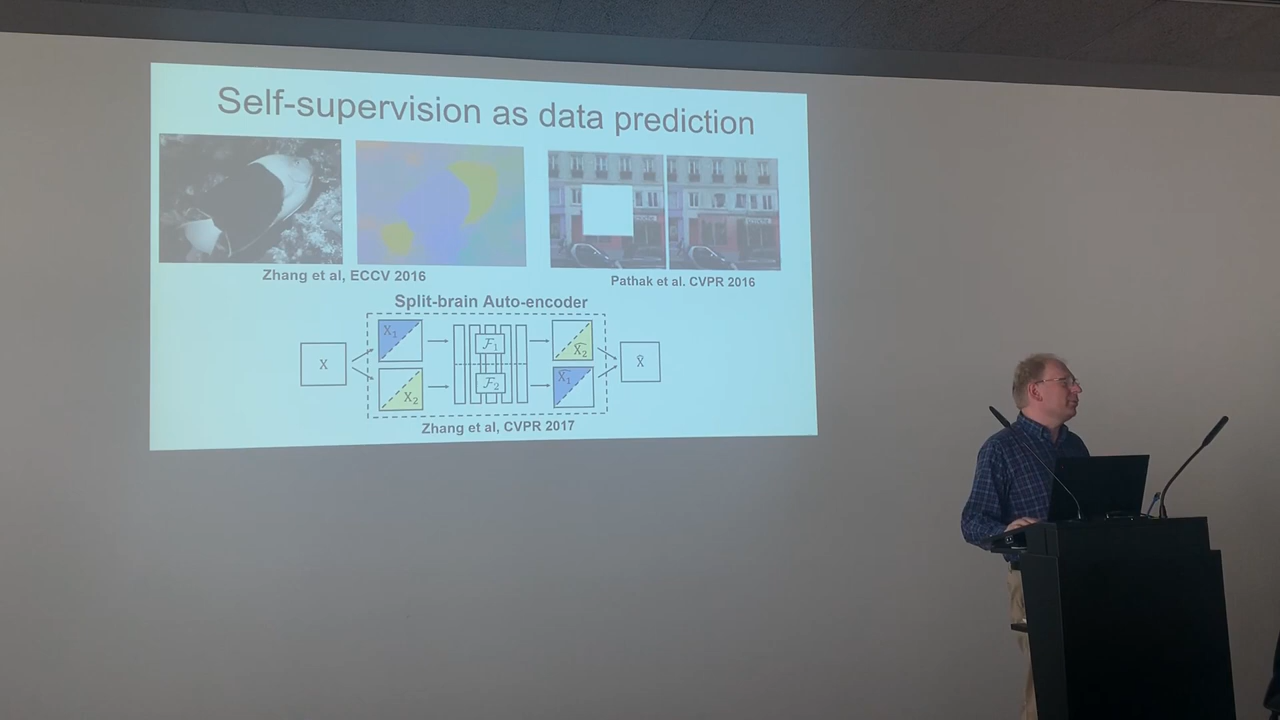 Self-supervision as data prediction
Zhang et al, ECCV 2016
Pathak et al. CVPR 2016
Split-brain Auto-encoder
X
X₁
X₂
ℱ₁
ℱ₂
X̂₂
X̂₁
X̂
Zhang et al, CVPR 2017